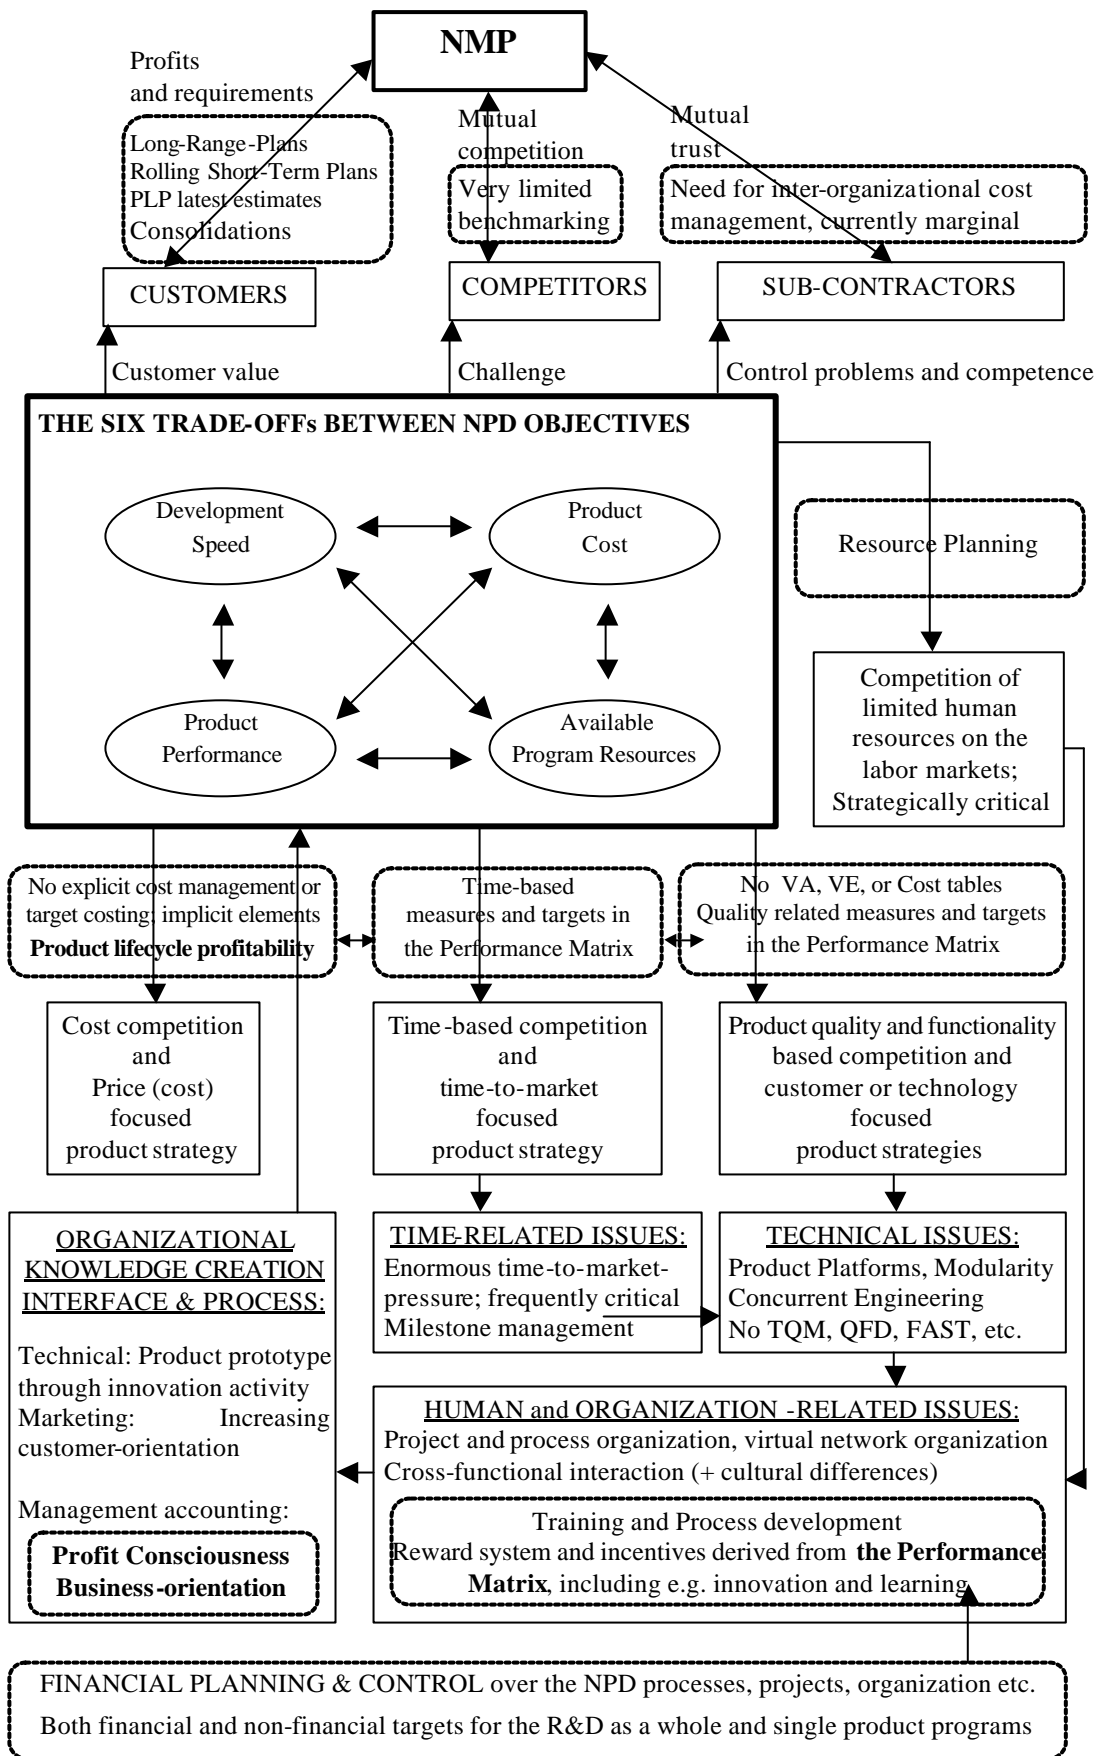 NMP
Profits
and requirements
Mutual
competition
Mutual
trust
Long-Range-Plans
Rolling Short-Term Plans
PLP latest estimates
Consolidations
Very limited
benchmarking
Need for inter-organizational cost
management, currently marginal
CUSTOMERS
COMPETITORS
SUB-CONTRACTORS
Customer value
Challenge
Control problems and competence
THE SIX TRADE-OFFs BETWEEN NPD OBJECTIVES
Development
Speed
Product
Cost
Product
Performance
Available
Program Resources
Resource Planning
Competition of
limited human
resources on the
labor markets;
Strategically critical
No explicit cost management or
target costing; implicit elements
Product lifecycle profitability
Time-based
measures and targets in
the Performance Matrix
No VA, VE, or Cost tables
Quality related measures and targets
in the Performance Matrix
Cost competition
and
Price (cost)
focused
product strategy
Time-based competition
and
time-to-market
focused
product strategy
Product quality and functionality
based competition and
customer or technology
focused
product strategies
ORGANIZATIONAL
KNOWLEDGE CREATION
INTERFACE & PROCESS:
Technical: Product prototype
through innovation activity
Marketing: Increasing
customer-orientation
Management accounting:
Profit Consciousness
Business-orientation
TIME-RELATED ISSUES:
Enormous time-to-market-
pressure; frequently critical
Milestone management
TECHNICAL ISSUES:
Product Platforms, Modularity
Concurrent Engineering
No TQM, QFD, FAST, etc.
HUMAN and ORGANIZATION -RELATED ISSUES:
Project and process organization, virtual network organization
Cross-functional interaction (+ cultural differences)
Training and Process development
Reward system and incentives derived from the Performance
Matrix, including e.g. innovation and learning
FINANCIAL PLANNING & CONTROL over the NPD processes, projects, organization etc.
Both financial and non-financial targets for the R&D as a whole and single product programs